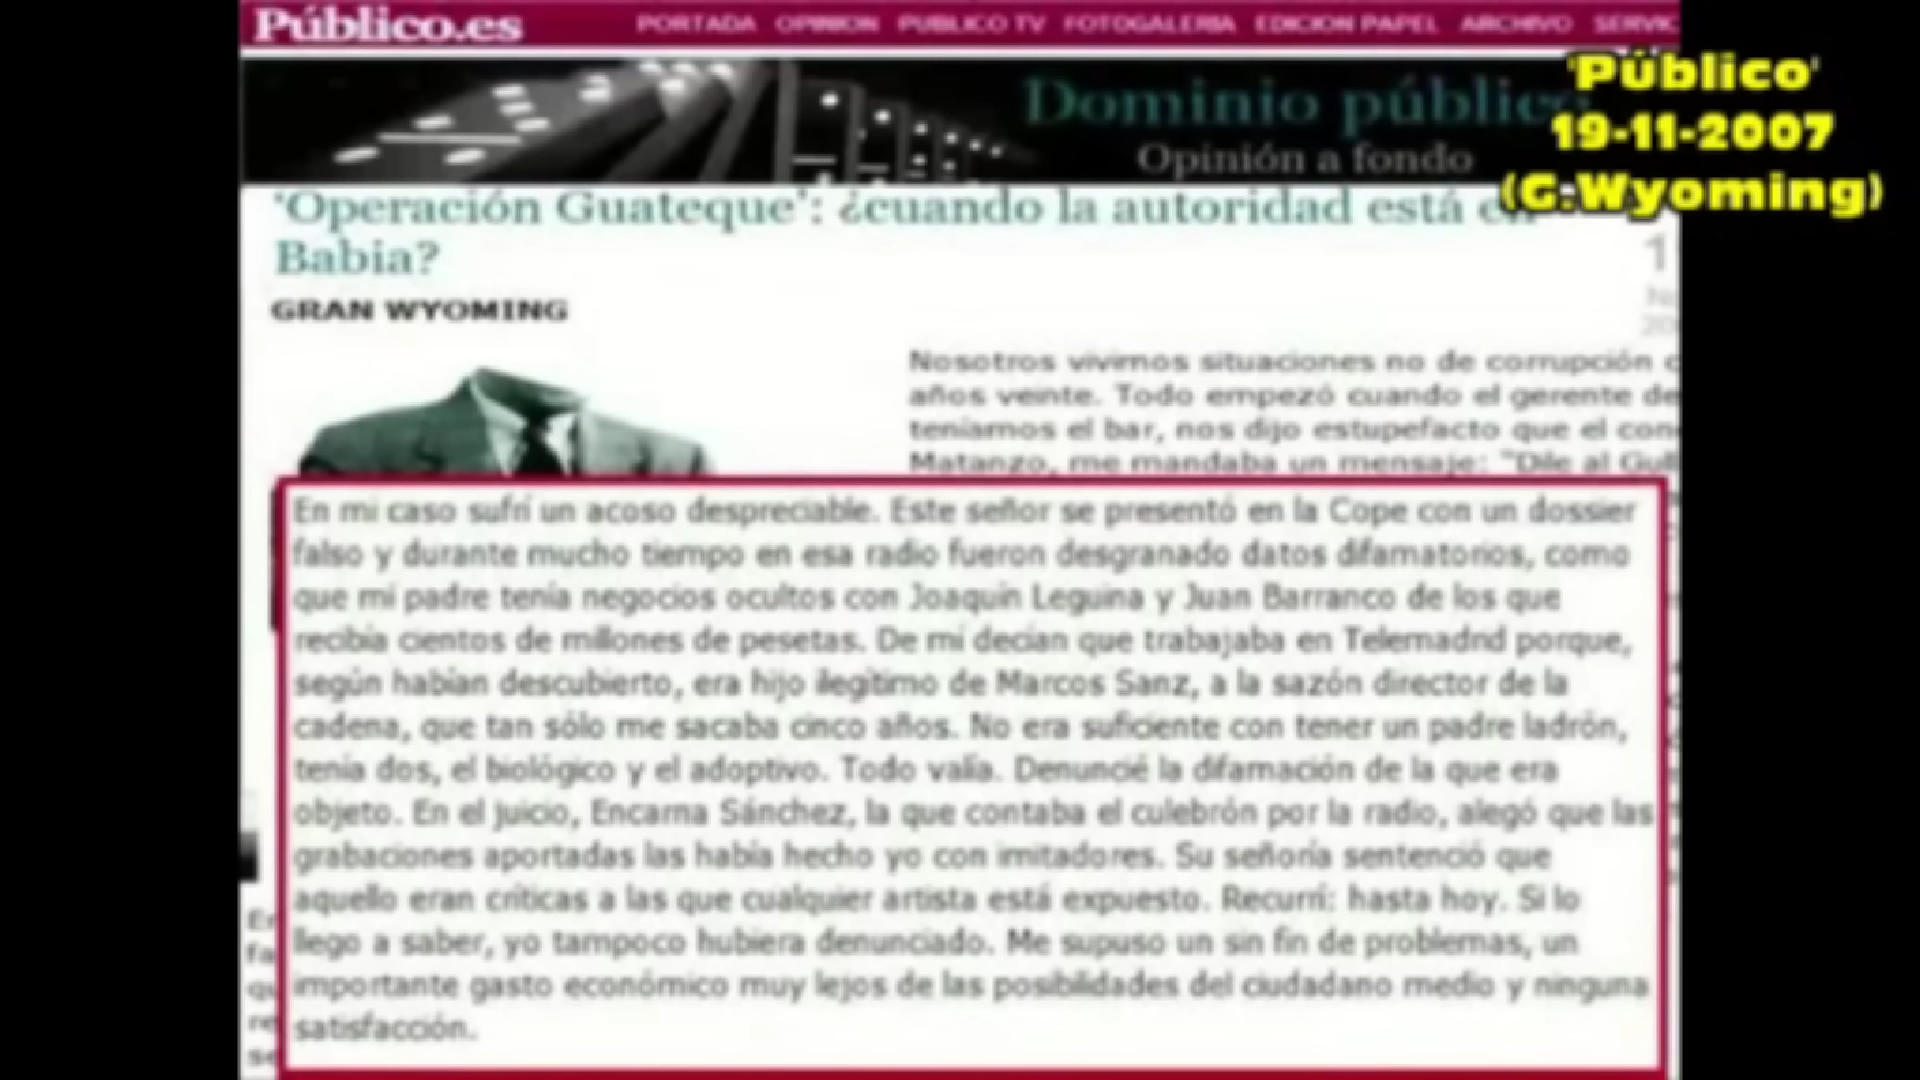 Público.es
PORTADA OPINION PUBLICO TV FOTOGALERIA EDICION PAPEL ARCHIVO SERVIC
'Público'
19-11-2007
(G:Wyoming)
Dominio público
Opinión a fondo
‘Operación Guateque’: ¿cuando la autoridad está en
Babia?
GRAN WYOMING
Nosotros vivimos situaciones no de corrupción
años veinte. Todo empezó cuando el gerente de
teníamos el bar, nos dijo estupefacto que el con
Matanzo, me mandaba un mensaje: "Dile al Gu
En mi caso sufrí un acoso despreciable. Este señor se presentó en la Cope con un dossier
falso y durante mucho tiempo en esa radio fueron desgranado datos difamatorios, como
que mi padre tenía negocios ocultos con Joaquín Leguina y Juan Barranco de los que
recibía cientos de millones de pesetas. De mí decían que trabajaba en Telemadrid porque,
según habían descubierto, era hijo ilegítimo de Marcos Sanz, a la sazón director de la
cadena, que tan sólo me sacaba cinco años. No era suficiente con tener un padre ladrón,
tenía dos, el biológico y el adoptivo. Todo valía. Denuncié la difamación de la que era
objeto. En el juicio, Encarna Sánchez, la que contaba el culebrón por la radio, alegó que las
grabaciones aportadas las había hecho yo con imitadores. Su señoría sentenció que
aquello eran críticas a las que cualquier artista está expuesto. Recurrí: hasta hoy. Si lo
llego a saber, yo tampoco hubiera denunciado. Me supuso un sin fin de problemas, un
importante gasto económico muy lejos de las posibilidades del ciudadano medio y ninguna
satisfacción.